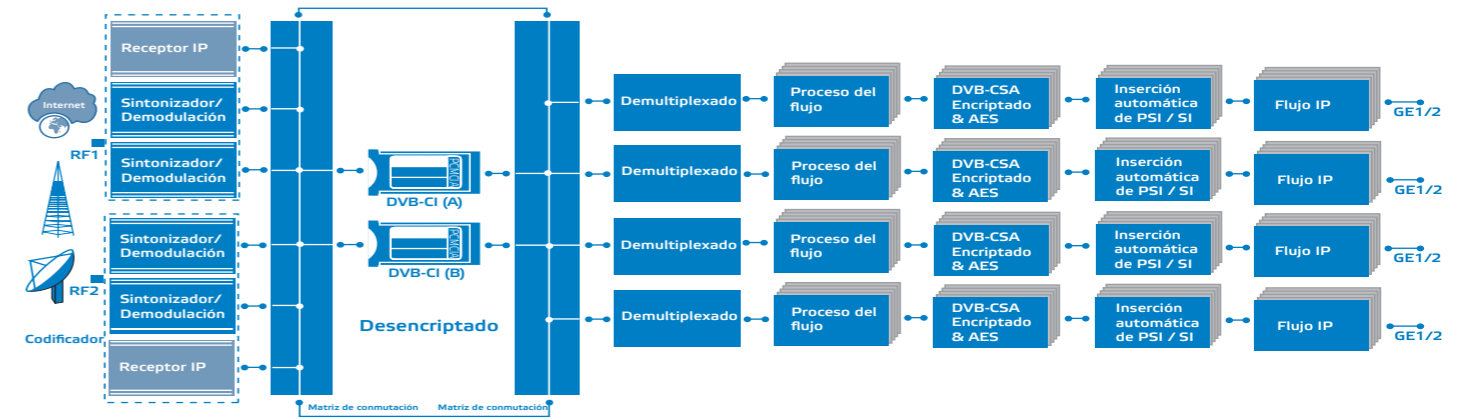 Internet
RF1
RF2
Codificador
Receptor IP
Sintonizador/
Demodulación
Sintonizador/
Demodulación
Sintonizador/
Demodulación
Sintonizador/
Demodulación
Receptor IP
PCMCIA
DVB-CI (A)
PCMCIA
DVB-CI (B)
Desencriptado
Matriz de conmutación
Matriz de conmutación
Demultiplexado
Proceso del
flujo
DVB-CSA
Encriptado
& AES
Inserción
automática
de PSI / SI
Flujo IP
GE1/2
Demultiplexado
Proceso del
flujo
DVB-CSA
Encriptado
& AES
Inserción
automática
de PSI / SI
Flujo IP
GE1/2
Demultiplexado
Proceso del
flujo
DVB-CSA
Encriptado
& AES
Inserción
automática
de PSI / SI
Flujo IP
GE1/2
Demultiplexado
Proceso del
flujo
DVB-CSA
Encriptado
& AES
Inserción
automática
de PSI / SI
Flujo IP
GE1/2